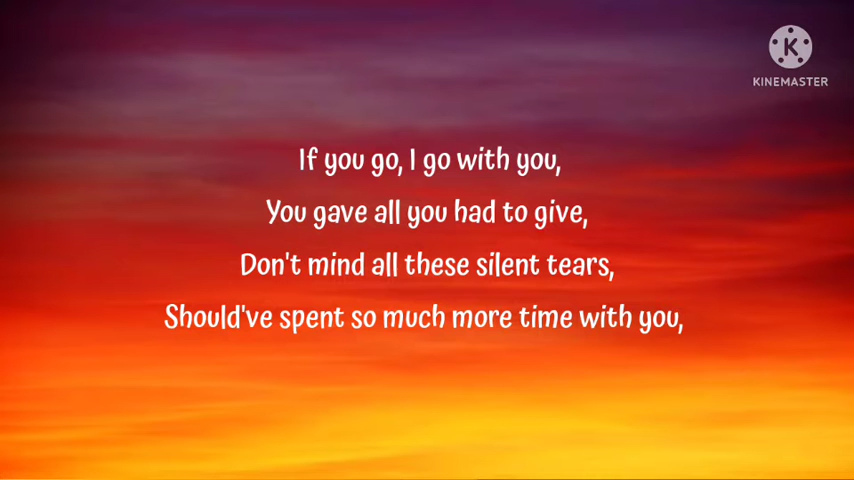 KINEMASTER
If you go, I go with you,
You gave all you had to give,
Don't mind all these silent tears,
Should've spent so much more time with you,